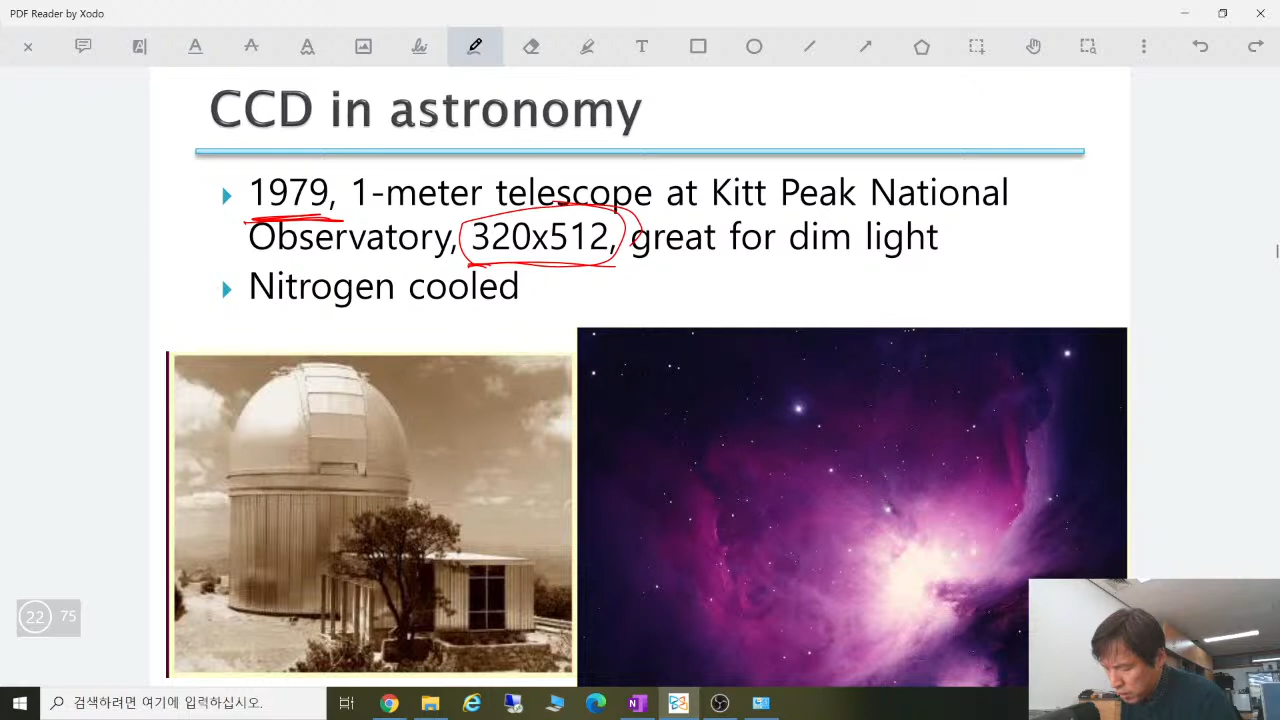 PDF Reader by Xodo
CCD in astronomy
1979, 1-meter telescope at Kitt Peak National
Observatory, 320x512, great for dim light
Nitrogen cooled
22 75
검색하려면 여기에 입력하십시오.